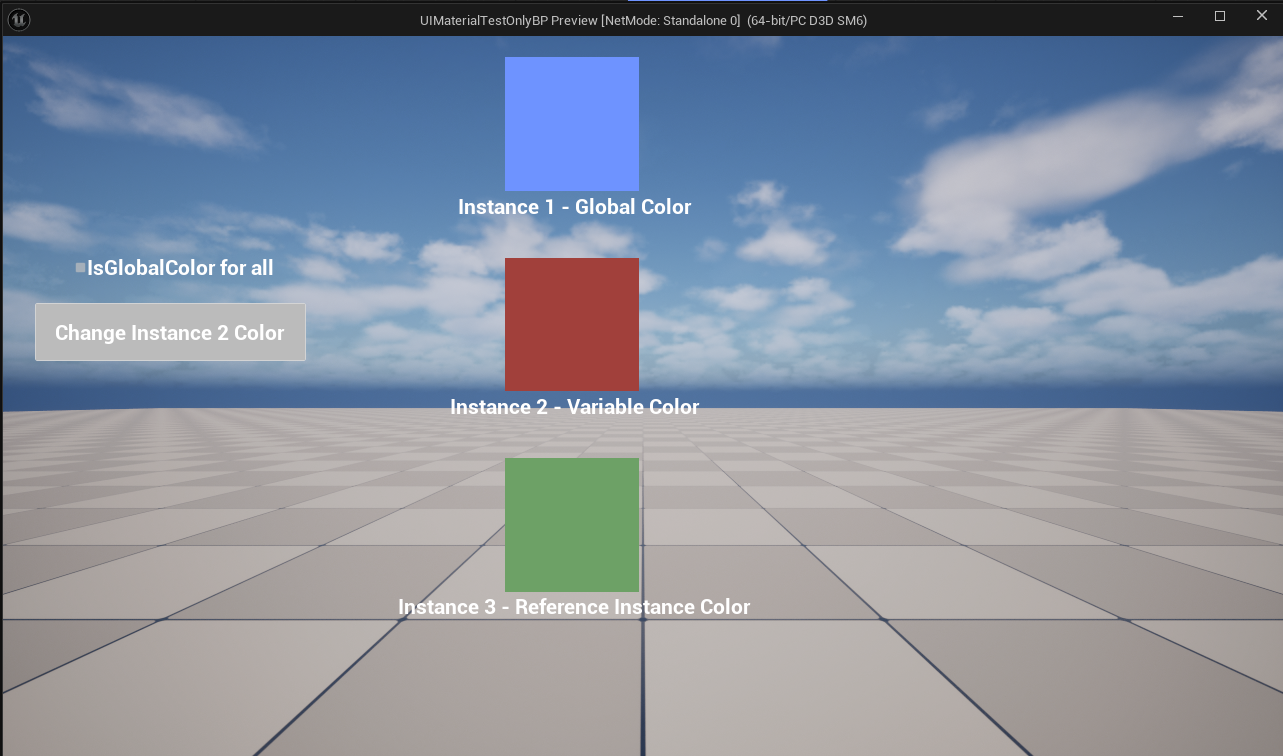 UIMaterialTestOnlyBP Preview [NetMode: Standalone 0]  (64-bit/PC D3D SM6)
Instance 1 - Global Color
IsGlobalColor for all
Change Instance 2 Color
Instance 2 - Variable Color
Instance 3 - Reference Instance Color